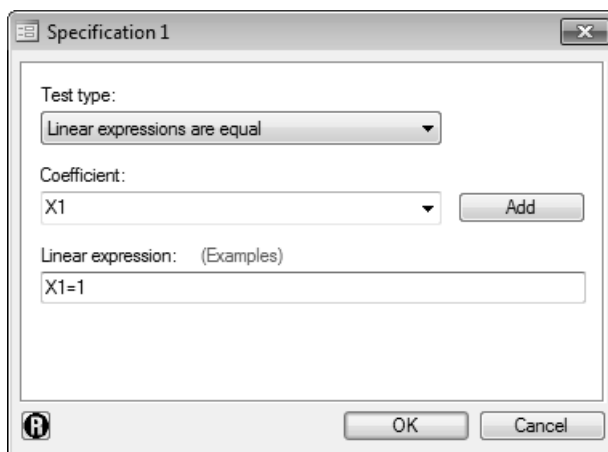 Specification 1
Test type:
Linear expressions are equal
Coefficient:
X1
Add
Linear expression: (Examples)
X1=1
R
OK
Cancel